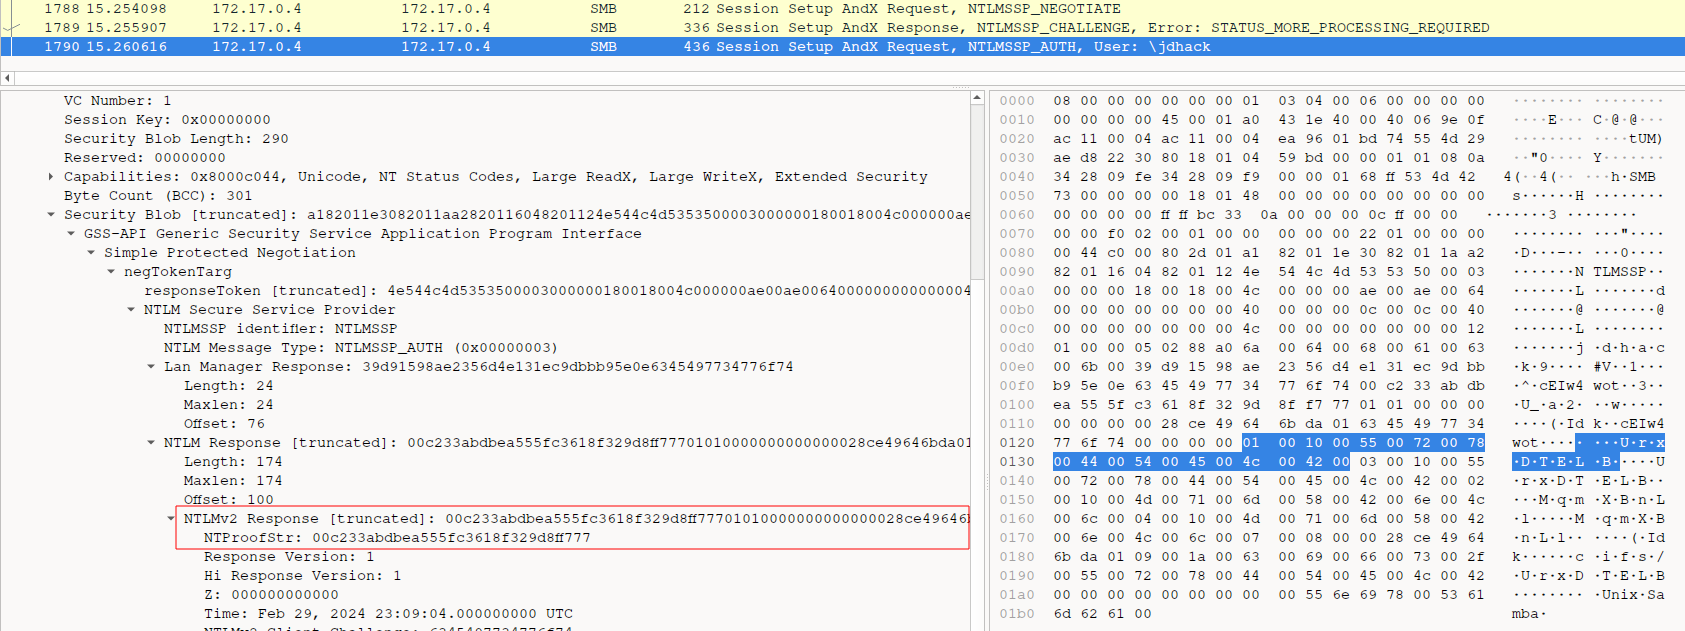 1788 15.254098 172.17.0.4 172.17.0.4 SMB 212 Session Setup AndX Request, NTLMSSP_NEGOTIATE
1789 15.255907 172.17.0.4 172.17.0.4 SMB 336 Session Setup AndX Response, NTLMSSP_CHALLENGE, Error: STATUS_MORE_PROCESSING_REQUIRED
1790 15.260616 172.17.0.4 172.17.0.4 SMB 436 Session Setup AndX Request, NTLMSSP_AUTH, User: \jdhack
VC Number: 1
Session Key: 0x00000000
Security Blob Length: 290
Reserved: 00000000
Capabilities: 0x8000c044, Unicode, NT Status Codes, Large ReadX, Large WriteX, Extended Security
Byte Count (BCC): 301
Security Blob [truncated]: a182011e3082011aa2820116048201124e544c4d53535000030000001800180​04c000000ae
GSS-API Generic Security Service Application Program Interface
Simple Protected Negotiation
negTokenTarg
responseToken [truncated]: 4e544c4d5353500003000000180018004c000000ae00ae0064000000000000004
NTLM Secure Service Provider
NTLMSSP identifier: NTLMSSP
NTLM Message Type: NTLMSSP_AUTH (0x00000003)
Lan Manager Response: 39d91598ae2356d4e131ec9dbbb95e0e6345497734776f74
Length: 24
Maxlen: 24
Offset: 76
NTLM Response [truncated]: 00c233abdbea555fc3618f329d8ff77701010000000000000028ce49646bda01
Length: 174
Maxlen: 174
Offset: 100
NTLMv2 Response [truncated]: 00c233abdbea555fc3618f329d8ff77701010000000000000028ce49646b
NTProofStr: 00c233abdbea555fc3618f329d8ff777
Response Version: 1
Hi Response Version: 1
Z: 000000000000
Time: Feb 29, 2024 23:09:04.000000000 UTC
NTLMv2 Client Challenge: 6345497734776f74
0000 08 00 00 00 00 00 00 01 03 04 00 06 00 00 00 00 ········ ········
0010 00 00 00 00 45 00 01 a0 43 1e 40 00 40 06 9e 0f ····E··· C·@·@···
0020 ac 11 00 04 ac 11 00 04 ea 96 01 bd 74 55 4d 29 ········ ····tUM)
0030 ae d8 22 30 80 18 01 04 59 bd 00 00 01 01 08 0a ··"0···· Y·······
0040 34 28 09 fe 34 28 09 f9 00 00 01 68 ff 53 4d 42 4(··4(·· ···h·SMB
0050 73 00 00 00 00 18 01 48 00 00 00 00 00 00 00 00 s······H ········
0060 00 00 00 00 ff ff bc 33 0a 00 00 00 0c ff 00 00 ·······3 ········
0070 00 00 f0 02 00 01 00 00 00 00 00 22 01 00 00 00 ········ ···"····
0080 00 44 c0 00 80 2d 01 a1 82 01 1e 30 82 01 1a a2 ·D···-·· ···0····
0090 82 01 16 04 82 01 12 4e 54 4c 4d 53 53 50 00 03 ·······N TLMSSP··
00a0 00 00 00 18 00 18 00 4c 00 00 00 ae 00 ae 00 64 ·······L ·······d
00b0 00 00 00 00 00 00 00 40 00 00 00 0c 00 0c 00 40 ·······@ ·······@
00c0 00 00 00 00 00 00 00 4c 00 00 00 00 00 00 00 12 ·······L ········
00d0 01 00 00 05 02 88 a0 6a 00 64 00 68 00 61 00 63 ·······j ·d·h·a·c
00e0 00 6b 00 39 d9 15 98 ae 23 56 d4 e1 31 ec 9d bb ·k·9···· #V··1···
00f0 b9 5e 0e 63 45 49 77 34 77 6f 74 00 c2 33 ab db ·^·cEIw4 wot··3··
0100 ea 55 5f c3 61 8f 32 9d 8f f7 77 01 01 00 00 00 ·U_·a·2· ··w·····
0110 00 00 00 00 28 ce 49 64 6b da 01 63 45 49 77 34 ····(·Id k··cEIw4
0120 77 6f 74 00 00 00 00 01 00 10 00 55 00 72 00 78 wot····· ···U·r·x
0130 00 44 00 54 00 45 00 4c 00 42 00 03 00 10 00 55 ·D·T·E·L ·B·····U
0140 00 72 00 78 00 44 00 54 00 45 00 4c 00 42 00 02 ·r·x·D·T ·E·L·B··
0150 00 10 00 4d 00 71 00 6d 00 58 00 42 00 6e 00 4c ···M·q·m ·X·B·n·L
0160 00 6c 00 04 00 10 00 4d 00 71 00 6d 00 58 00 42 ·l·····M ·q·m·X·B
0170 00 6e 00 4c 00 6c 00 07 00 08 00 00 28 ce 49 64 ·n·L·l·· ····(·Id
0180 6b da 01 09 00 1a 00 63 00 69 00 66 00 73 00 2f k······c ·i·f·s·/
0190 00 55 00 72 00 78 00 44 00 54 00 45 00 4c 00 42 ·U·r·x·D ·T·E·L·B
01a0 00 00 00 00 00 00 00 00 00 55 6e 69 78 00 53 61 ········ ·Unix·Sa
01b0 6d 62 61 00 mba·